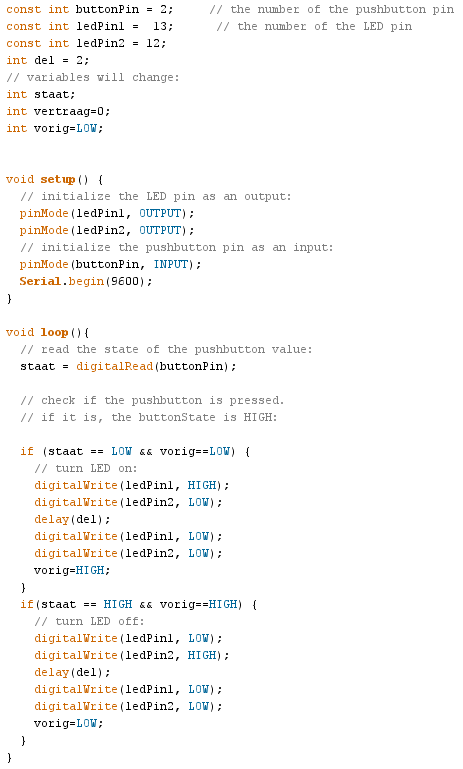 const int buttonPin = 2;     // the number of the pushbutton pin
const int ledPin1 =  13;      // the number of the LED pin
const int ledPin2 = 12;
int del = 2;
// variables will change:
int staat;
int vertraag=0;
int vorig=LOW;
void setup() {
  // initialize the LED pin as an output:
  pinMode(ledPin1, OUTPUT);
  pinMode(ledPin2, OUTPUT);
  // initialize the pushbutton pin as an input:
  pinMode(buttonPin, INPUT);
  Serial.begin(9600);
}
void loop(){
  // read the state of the pushbutton value:
  staat = digitalRead(buttonPin);
  // check if the pushbutton is pressed.
  // if it is, the buttonState is HIGH:
  if (staat == LOW && vorig==LOW) {
    // turn LED on:
    digitalWrite(ledPin1, HIGH);
    digitalWrite(ledPin2, LOW);
    delay(del);
    digitalWrite(ledPin1, LOW);
    digitalWrite(ledPin2, LOW);
    vorig=HIGH;
  }
  if(staat == HIGH && vorig==HIGH) {
    // turn LED off:
    digitalWrite(ledPin1, LOW);
    digitalWrite(ledPin2, HIGH);
    delay(del);
    digitalWrite(ledPin1, LOW);
    digitalWrite(ledPin2, LOW);
    vorig=LOW;
  }
}